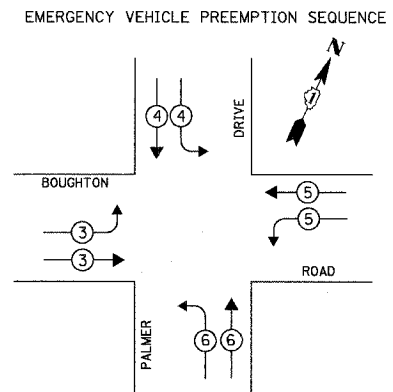 EMERGENCY VEHICLE PREEMPTION SEQUENCE
N
1
4 4
DRIVE
BOUGHTON
5
5
3
3
ROAD
PALMER
6 6